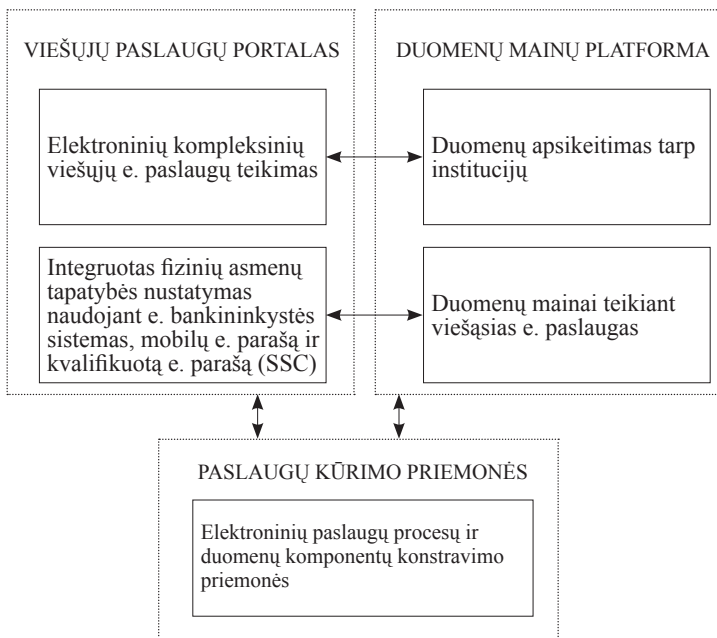 VIEŠŲJŲ PASLAUGŲ PORTALAS
Elektroninių kompleksinių
viešųjų e. paslaugų teikimas
Integruotas fizinių asmenų
tapatybės nustatymas
naudojant e. bankininkystės
sistemas, mobilų e. parašą ir
kvalifikuotą e. parašą (SSC)
DUOMENŲ MAINŲ PLATFORMA
Duomenų apsikeitimas tarp
institucijų
Duomenų mainai teikiant
viešąsias e. paslaugas
PASLAUGŲ KŪRIMO PRIEMONĖS
Elektroninių paslaugų procesų ir
duomenų komponentų konstravimo
priemonės